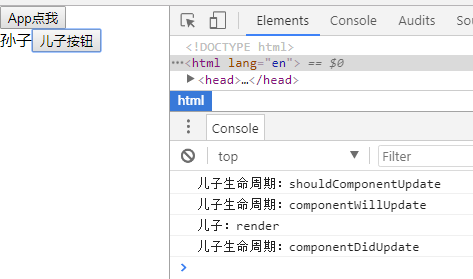 App点我
孙子 儿子按钮
Elements Console Audits Sources
<!DOCTYPE html>
···<html lang="en"> == $0
▶<head>…</head>
html
Console
top ▼ Filter
儿子生命周期：shouldComponentUpdate
儿子生命周期：componentWillUpdate
儿子：render
儿子生命周期：componentDidUpdate